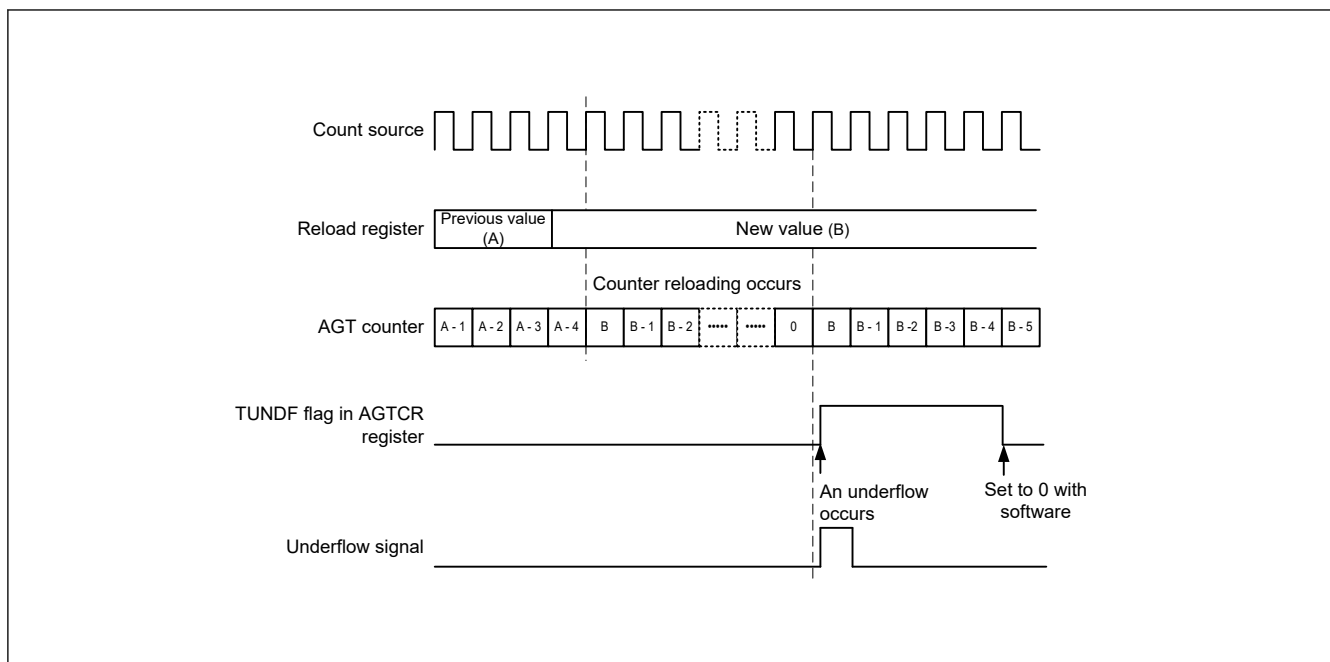 Count source
Reload register
Previous value
(A)
New value (B)
Counter reloading occurs
AGT counter
A - 1 A - 2 A - 3 A - 4 B B - 1 B - 2 ••••• ••••• 0 B B - 1 B -2 B -3 B - 4 B - 5
TUNDF flag in AGTCR
register
An underflow
occurs
Set to 0 with
software
Underflow signal